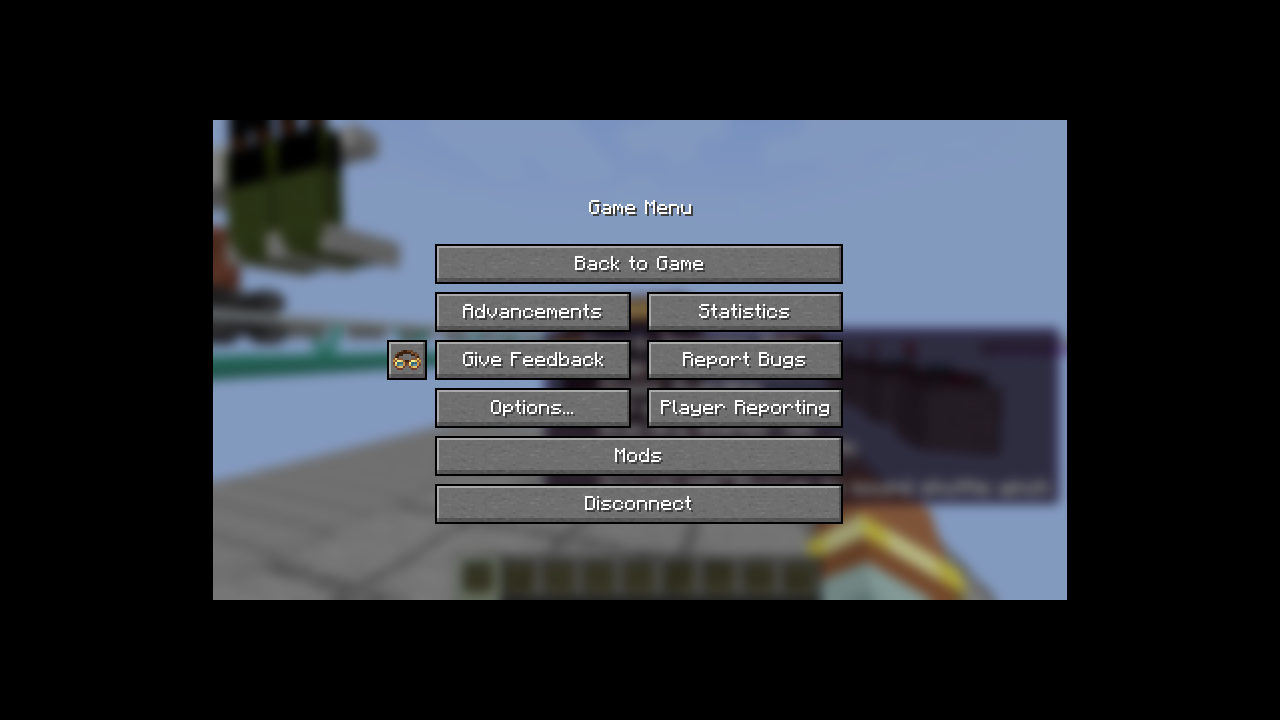 Game Menu
Back to Game
Advancements
Statistics
Give Feedback
Report Bugs
Options...
Player Reporting
Mods
Disconnect